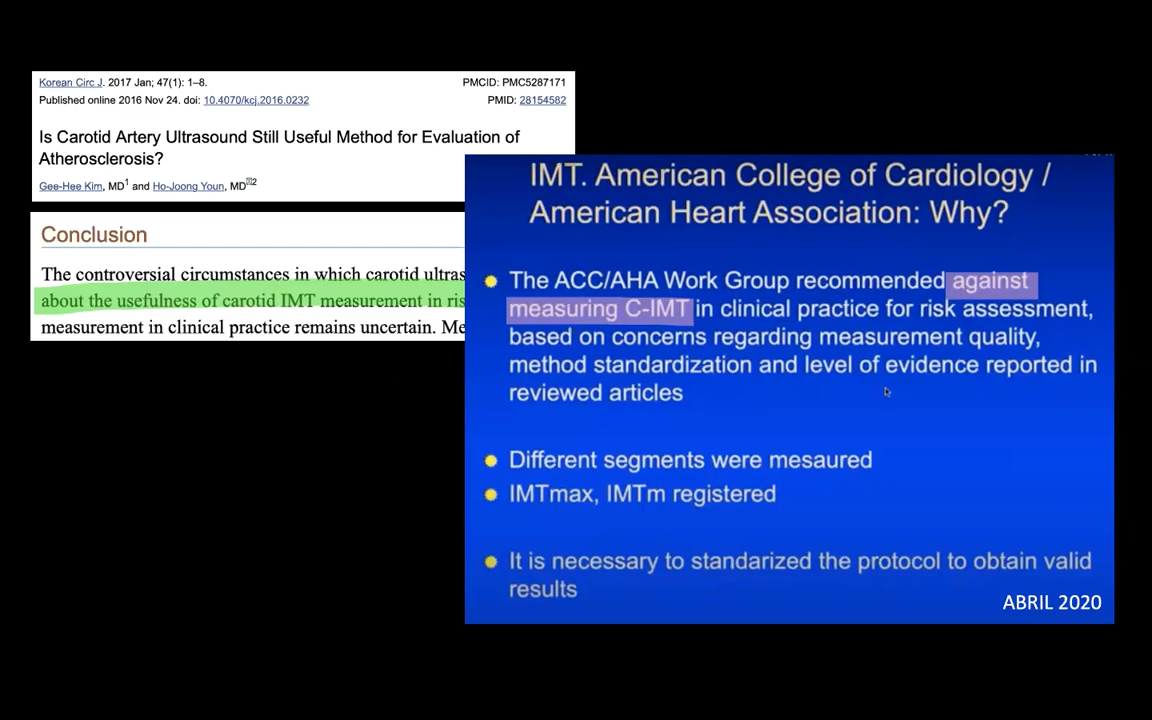 Korean Circ J. 2017 Jan; 47(1): 1–8.
PMCID: PMC5287171
Published online 2016 Nov 24. doi: 10.4070/kcj.2016.0232
PMID: 28154582
Is Carotid Artery Ultrasound Still Useful Method for Evaluation of
Atherosclerosis?
Gee-Hee Kim, MD1 and Ho-Joong Youn, MD2
Conclusion
The controversial circumstances in which carotid ultras
about the usefulness of carotid IMT measurement in ris
measurement in clinical practice remains uncertain. Me
IMT. American College of Cardiology /
American Heart Association: Why?
The ACC/AHA Work Group recommended against
measuring C-IMT in clinical practice for risk assessment,
based on concerns regarding measurement quality,
method standardization and level of evidence reported in
reviewed articles
Different segments were mesaured
IMTmax, IMTm registered
It is necessary to standarized the protocol to obtain valid
results
ABRIL 2020